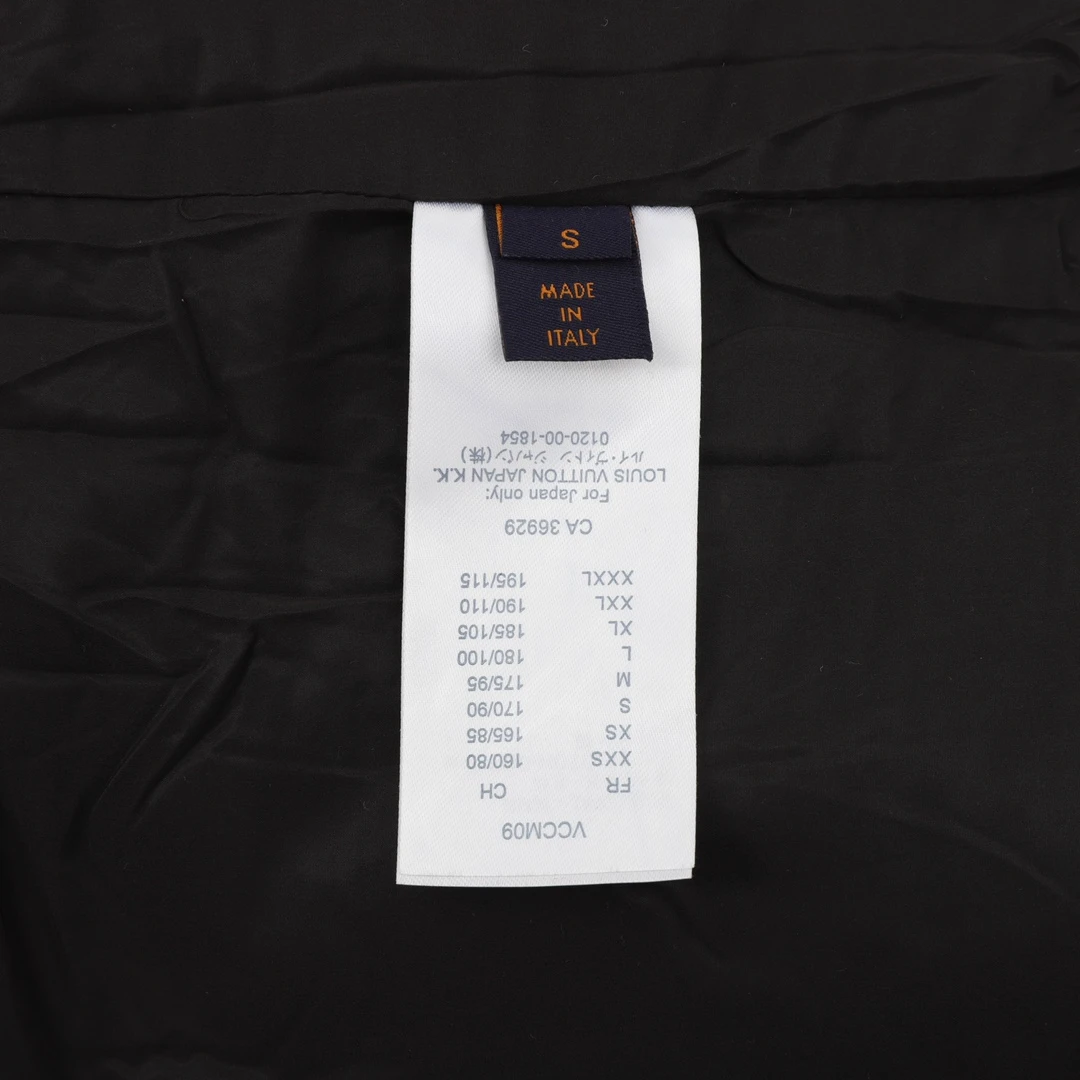 S
MADE
IN
ITALY
VCCM09
FR CH
XXS 160/80
XS 165/85
S 170/90
M 175/95
L 180/100
XL 185/105
XXL 190/110
XXXL 195/115
CA 36929
For Japan only:
LOUIS VUITTON JAPAN K.K.
ルイ・ヴィトン ジャパン(株)
0120-00-1854